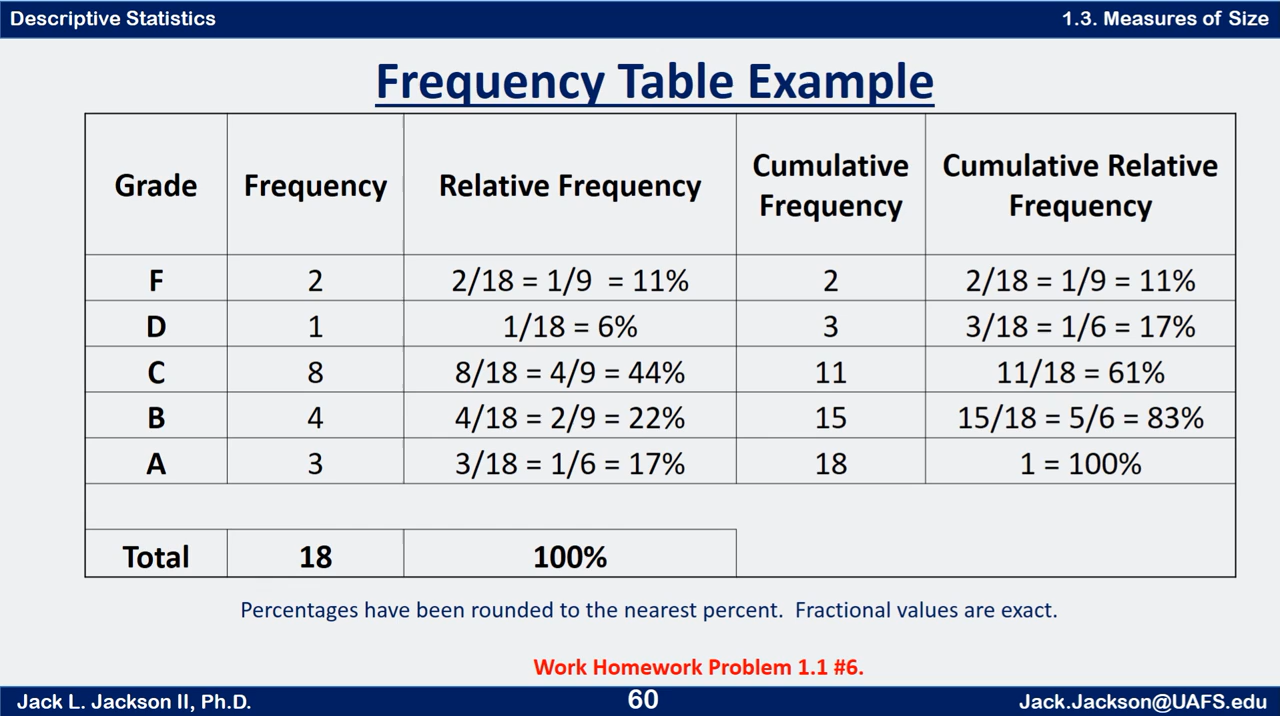 Descriptive Statistics 1.3. Measures of Size
Frequency Table Example
Grade Frequency Relative Frequency Cumulative Frequency Cumulative Relative Frequency
F 2 2/18 = 1/9 = 11% 2 2/18 = 1/9 = 11%
D 1 1/18 = 6% 3 3/18 = 1/6 = 17%
C 8 8/18 = 4/9 = 44% 11 11/18 = 61%
B 4 4/18 = 2/9 = 22% 15 15/18 = 5/6 = 83%
A 3 3/18 = 1/6 = 17% 18 1 = 100%
Total 18 100%
Percentages have been rounded to the nearest percent. Fractional values are exact.
Work Homework Problem 1.1 #6.
Jack L. Jackson II, Ph.D. 60 Jack.Jackson@UAFS.edu